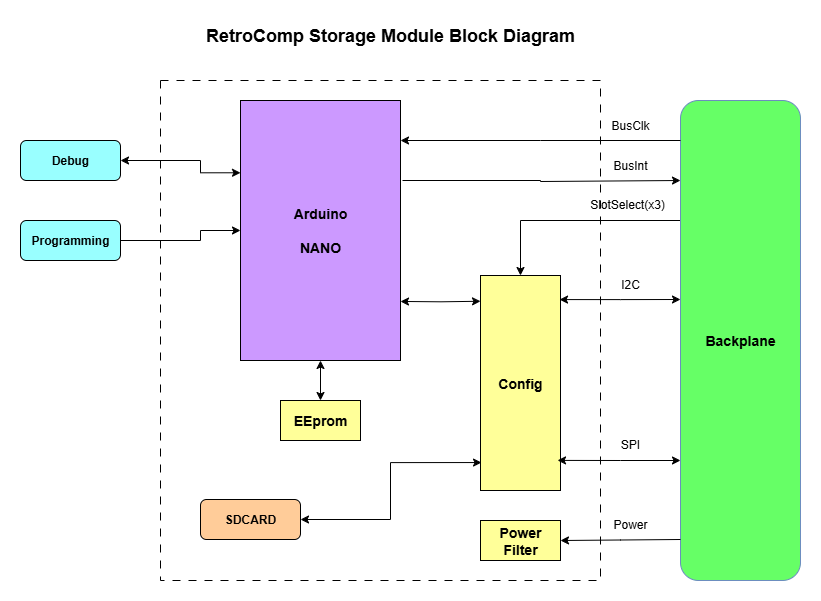 RetroComp Storage Module Block Diagram
BusClk
Debug
BusInt
SlotSelect(x3)
Arduino
NANO
Programming
I2C
Backplane
Config
EEprom
SPI
SDCARD
Power
Filter
Power